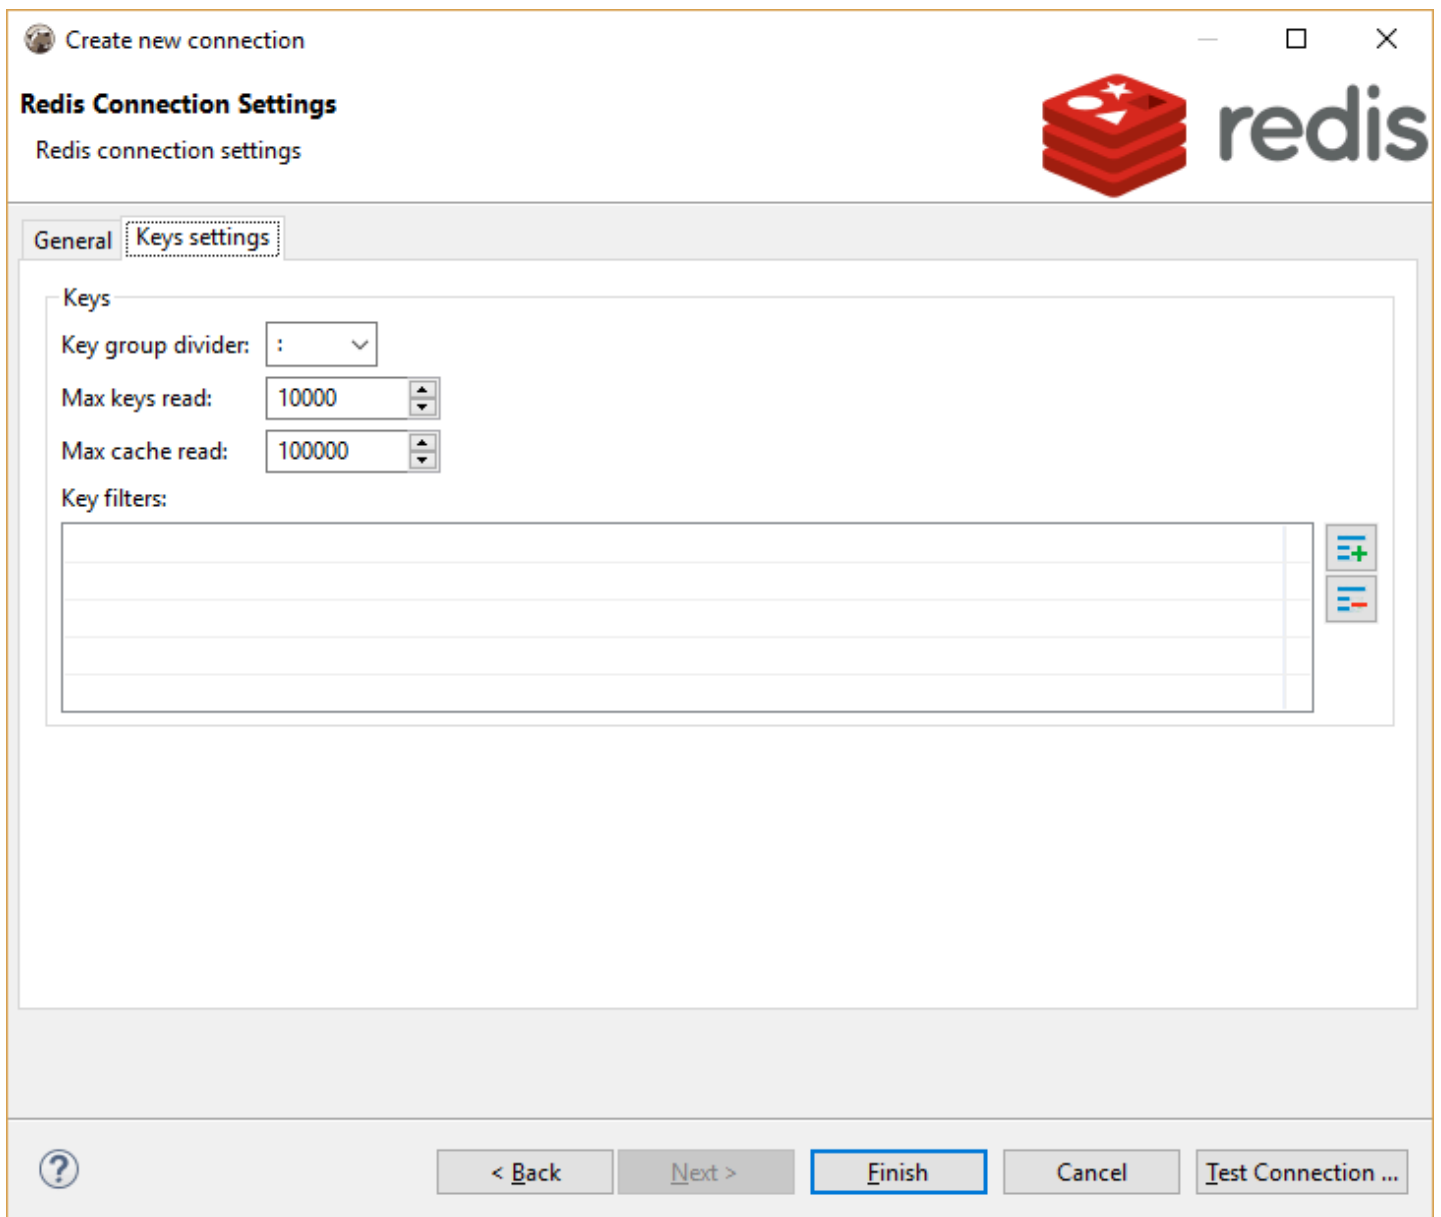 Create new connection
Redis Connection Settings
Redis connection settings
redis
General
Keys settings
Keys
Key group divider: :
Max keys read: 10000
Max cache read: 100000
Key filters:
?
< Back
Next >
Finish
Cancel
Test Connection ...